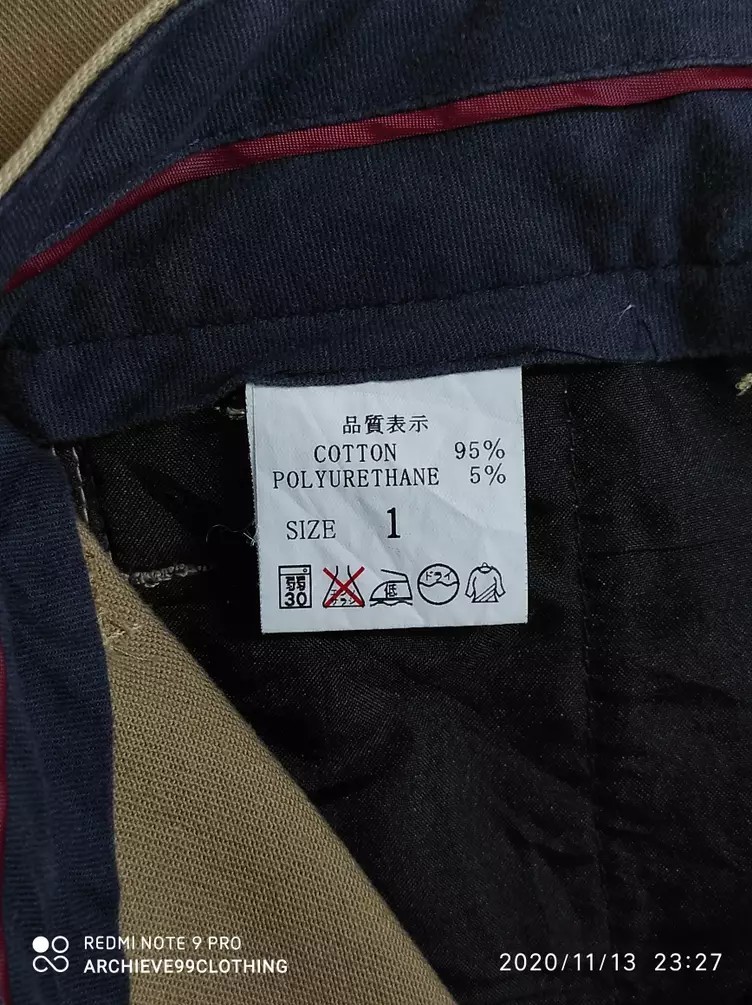 品質表示
COTTON 95%
POLYURETHANE 5%
SIZE 1
弱
30
低
ドライ
REDMI NOTE 9 PRO
ARCHIEVE99CLOTHING
2020/11/13 23:27